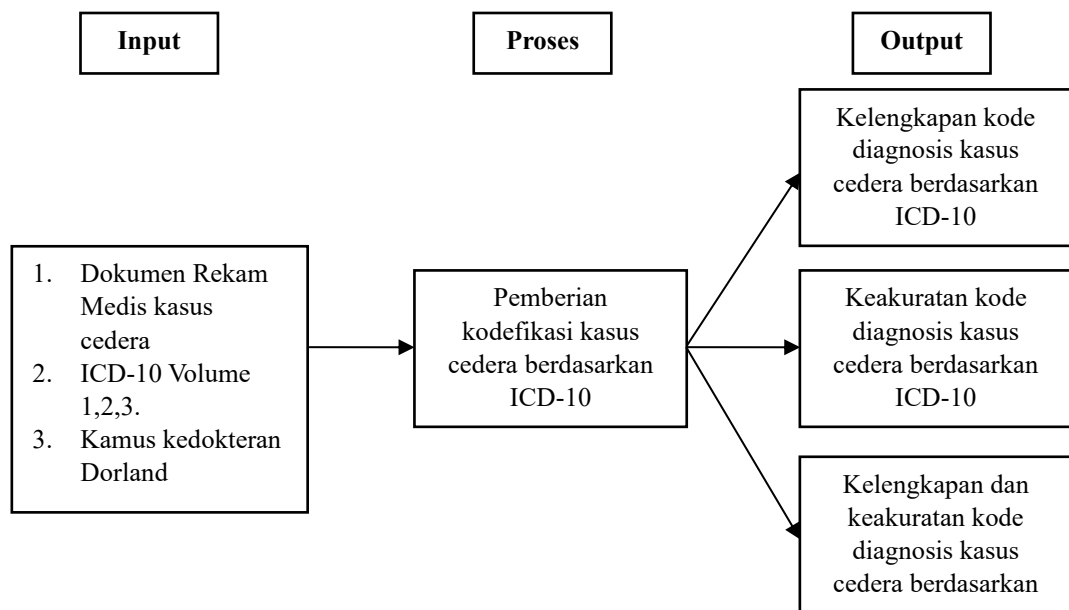 Input
Proses
Output
1. Dokumen Rekam
Medis kasus
cedera
2. ICD-10 Volume
1,2,3.
3. Kamus kedokteran
Dorland
Pemberian
kodefikasi kasus
cedera berdasarkan
ICD-10
Kelengkapan kode
diagnosis kasus
cedera berdasarkan
ICD-10
Keakuratan kode
diagnosis kasus
cedera berdasarkan
ICD-10
Kelengkapan dan
keakuratan kode
diagnosis kasus
cedera berdasarkan